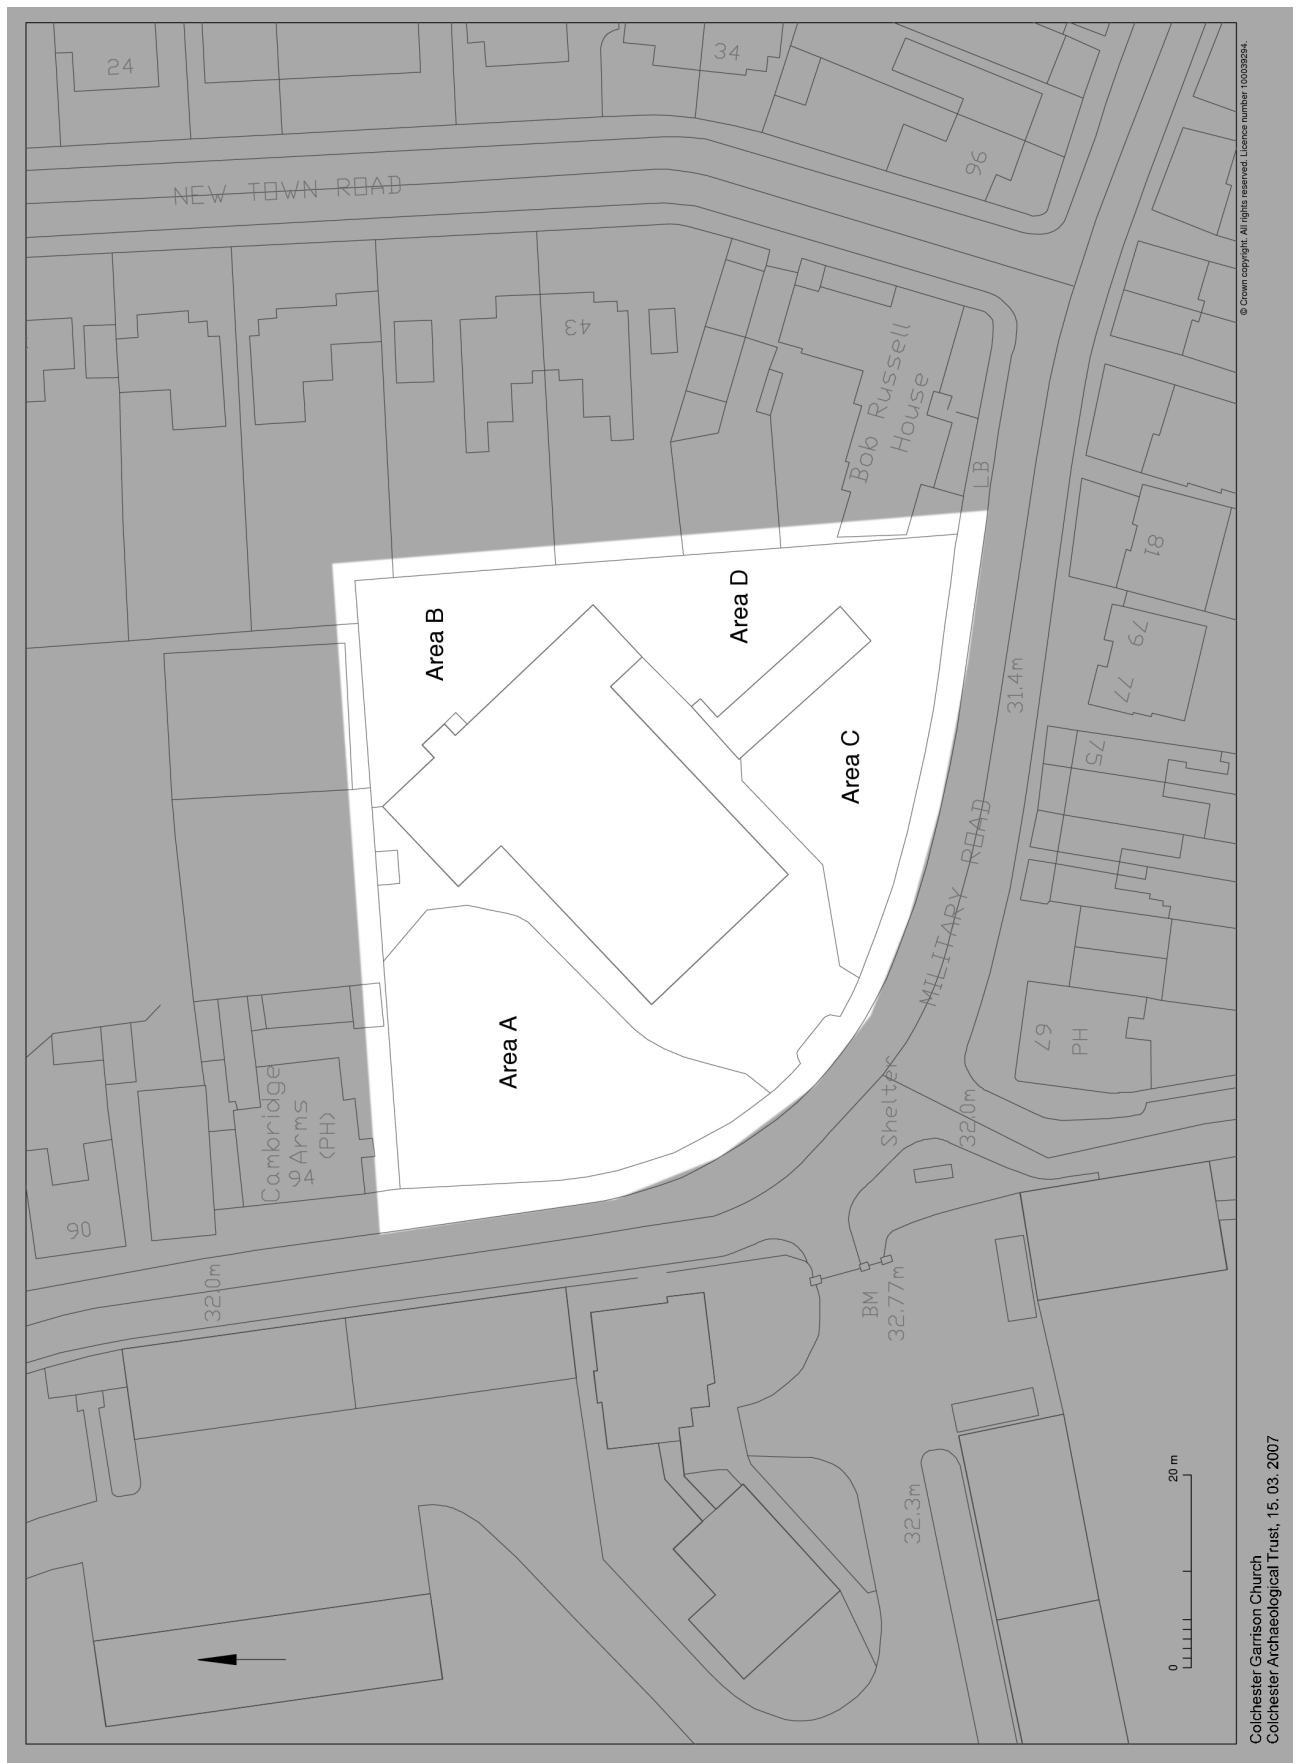 24
34
96
NEW TOWN ROAD
43
Bob Russell
House
LB
81
79
77
75
31.4m
MILITARY ROAD
67
PH
Area B
Area D
Area C
Area A
Cambridge
Arms
94
(PH)
90
Shelter
32.0m
32.0m
BM
32.77m
32.3m
0
20 m
Colchester Garrison Church
Colchester Archaeological Trust, 15. 03. 2007
© Crown copyright. All rights reserved. Licence number 100039294.